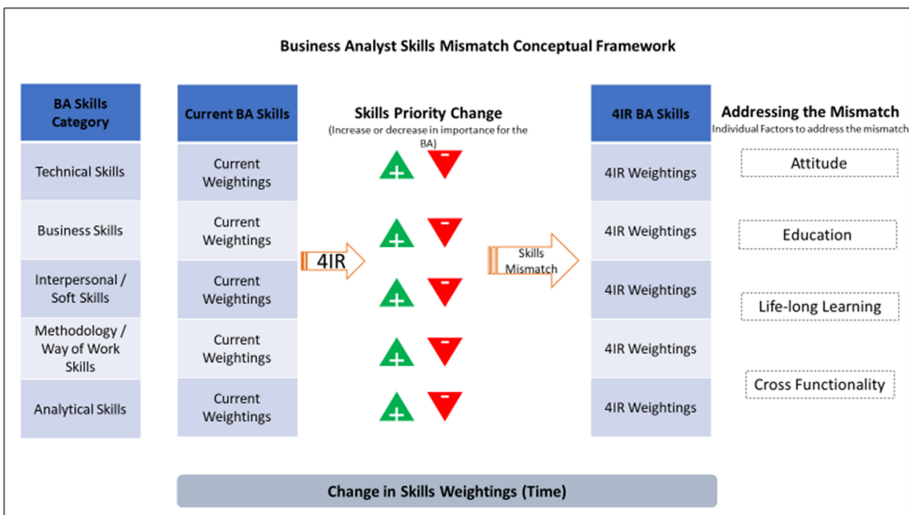 Business Analyst Skills Mismatch Conceptual Framework
BA Skills
Category
Technical Skills
Business Skills
Interpersonal /
Soft Skills
Methodology /
Way of Work
Skills
Analytical Skills
Current BA Skills
Current
Weightings
Current
Weightings
Current
Weightings
Current
Weightings
Current
Weightings
4IR
Skills Priority Change
(Increase or decrease in importance for the
BA)
+ -
+ -
+ -
+ -
+ -
Skills
Mismatch
4IR BA Skills
4IR Weightings
4IR Weightings
4IR Weightings
4IR Weightings
4IR Weightings
Addressing the Mismatch
Individual Factors to address the mismatch
Attitude
Education
Life-long Learning
Cross Functionality
Change in Skills Weightings (Time)